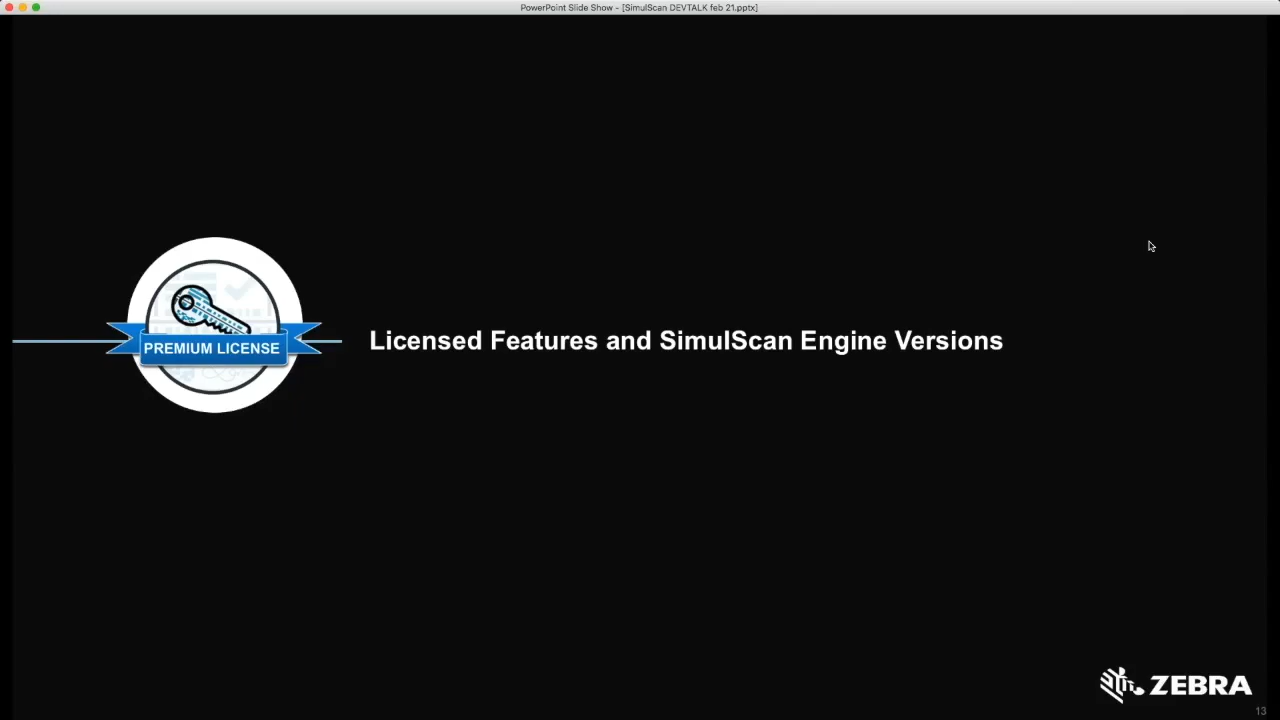 PowerPoint Slide Show - [SimulScan DEVTALK feb 21.pptx]
PREMIUM LICENSE
Licensed Features and SimulScan Engine Versions
ZEBRA
13